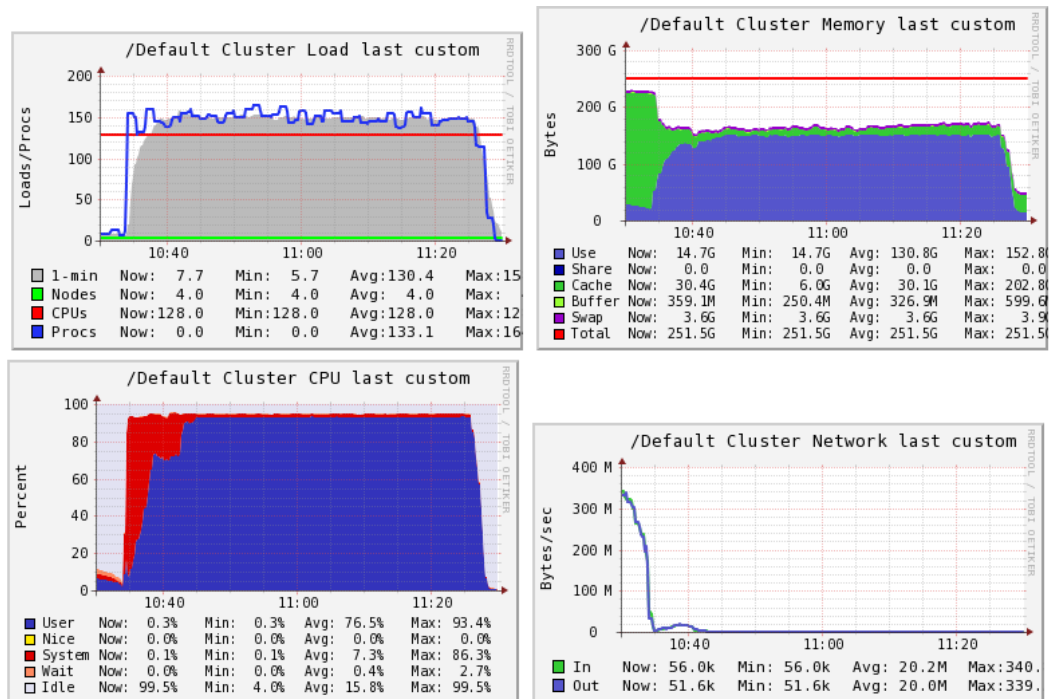 /Default Cluster Load last custom
RRDTOOL / TOBI OETIKER
Loads/Procs
200
150
100
50
0
10:40 11:00 11:20
1-min Now: 7.7 Min: 5.7 Avg:130.4 Max:15
Nodes Now: 4.0 Min: 4.0 Avg: 4.0 Max:
CPUs Now:128.0 Min:128.0 Avg:128.0 Max:12
Procs Now: 0.0 Min: 0.0 Avg:133.1 Max:16
/Default Cluster Memory last custom
RRDTOOL / TOBI OETIKER
Bytes
300 G
200 G
100 G
0
10:40 11:00 11:20
Use Now: 14.7G Min: 14.7G Avg: 130.8G Max: 152.8
Share Now: 0.0 Min: 0.0 Avg: 0.0 Max: 0.0
Cache Now: 30.4G Min: 6.0G Avg: 30.1G Max: 202.8
Buffer Now: 359.1M Min: 250.4M Avg: 326.9M Max: 599.6
Swap Now: 3.6G Min: 3.6G Avg: 3.6G Max: 3.9
Total Now: 251.5G Min: 251.5G Avg: 251.5G Max: 251.5
/Default Cluster CPU last custom
RRDTOOL / TOBI OETIKER
Percent
100
80
60
40
20
0
10:40 11:00 11:20
User Now: 0.3% Min: 0.3% Avg: 76.5% Max: 93.4%
Nice Now: 0.0% Min: 0.0% Avg: 0.0% Max: 0.0%
System Now: 0.1% Min: 0.1% Avg: 7.3% Max: 86.3%
Wait Now: 0.0% Min: 0.0% Avg: 0.4% Max: 2.7%
Idle Now: 99.5% Min: 4.0% Avg: 15.8% Max: 99.5%
/Default Cluster Network last custom
RRDTOOL / TOBI OETIKER
Bytes/sec
400 M
300 M
200 M
100 M
0
10:40 11:00 11:20
In Now: 56.0k Min: 56.0k Avg: 20.2M Max:340.
Out Now: 51.6k Min: 51.6k Avg: 20.0M Max:339.